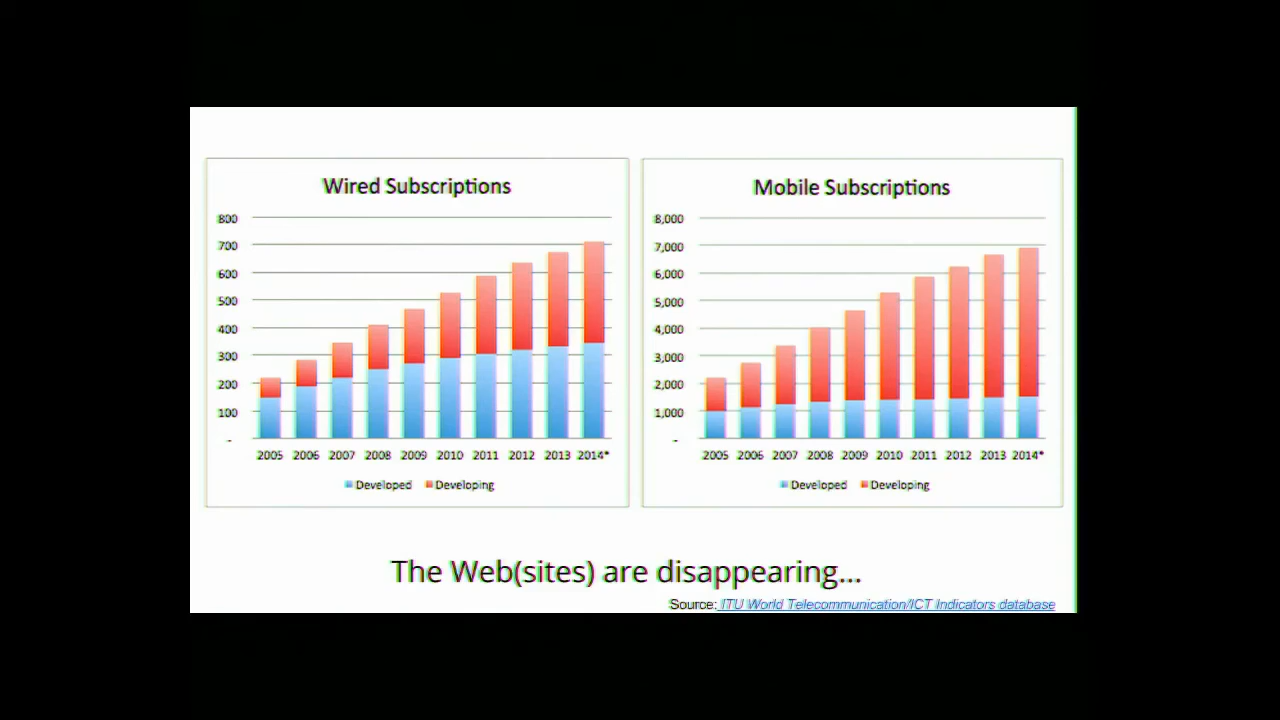 Wired Subscriptions
800
700
600
500
400
300
200
100
-
2005 2006 2007 2008 2009 2010 2011 2012 2013 2014*
Developed Developing
Mobile Subscriptions
8,000
7,000
6,000
5,000
4,000
3,000
2,000
1,000
-
2005 2006 2007 2008 2009 2010 2011 2012 2013 2014*
Developed Developing
The Web(sites) are disappearing...
Source: ITU World Telecommunication/ICT Indicators database